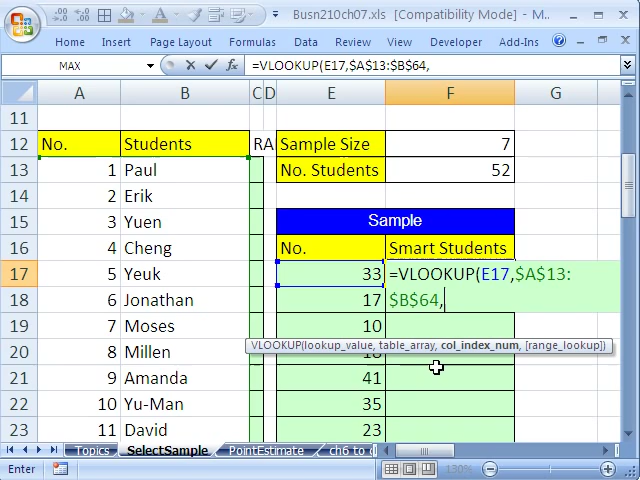 Busn210ch07.xls [Compatibility Mode] - M...
Home Insert Page Layout Formulas Data Review View Developer Add-Ins
MAX =VLOOKUP(E17,$A$13:$B$64,
A B C D E F G
11
12 No. Students RA Sample Size 7
13 1 Paul No. Students 52
14 2 Erik
15 3 Yuen Sample
16 4 Cheng No. Smart Students
17 5 Yeuk 33 =VLOOKUP(E17,$A$13:
18 6 Jonathan 17 $B$64,
19 7 Moses 10
VLOOKUP(lookup_value, table_array, col_index_num, [range_lookup])
20 8 Millen
21 9 Amanda 41
22 10 Yu-Man 35
23 11 David 23
Topics SelectSample PointEstimate ch6 to
Enter 130%